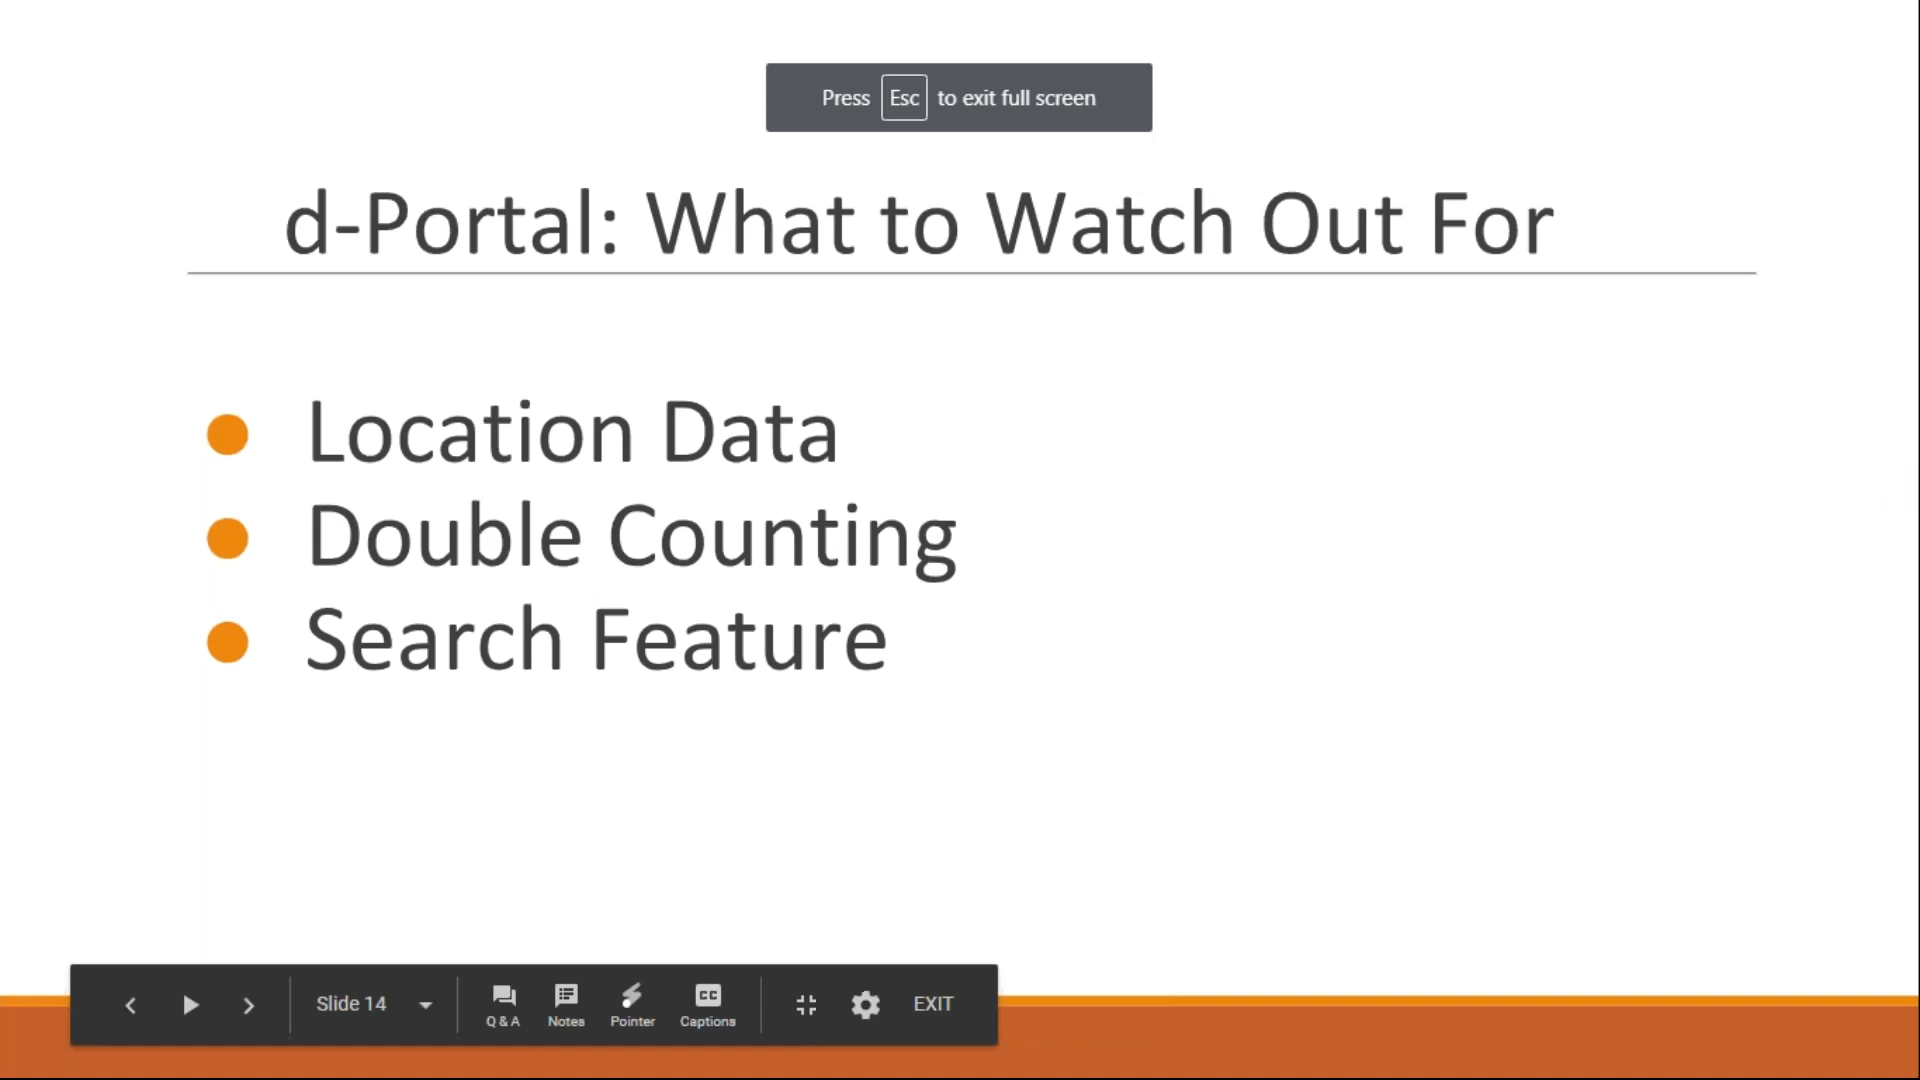 Press Esc to exit full screen
d-Portal: What to Watch Out For
Location Data
Double Counting
Search Feature
Slide 14
Q & A Notes Pointer Captions
EXIT